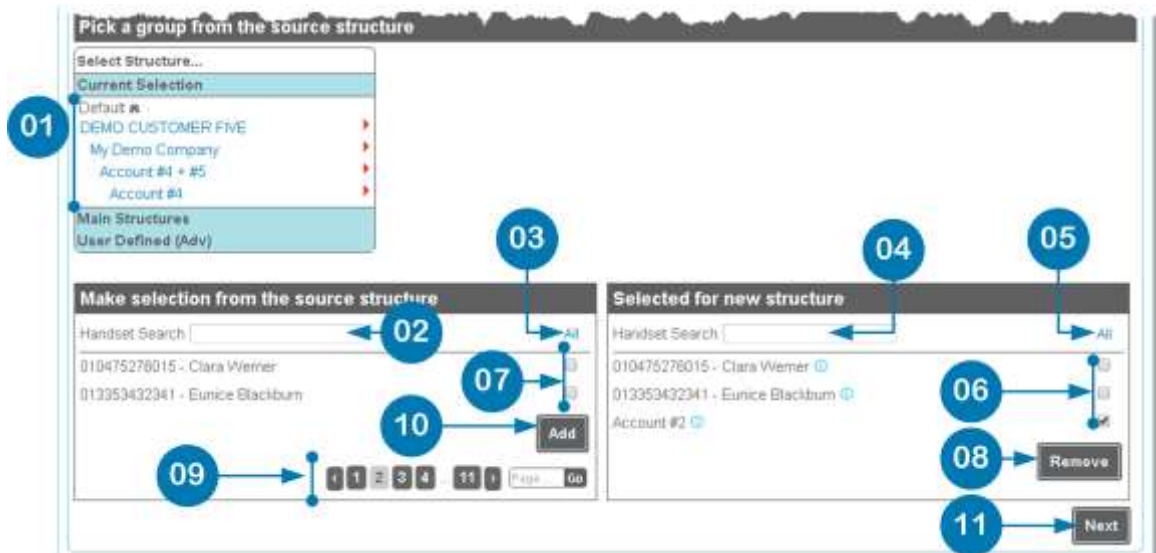 Pick a group from the source structure
Select Structure...
Current Selection
Default
DEMO CUSTOMER FIVE
My Demo Company
Account #4 + #5
Account #4
Main Structures
User Defined (Adv)
01
03
04
05
Make selection from the source structure
Handset Search
02
All
010475276015 - Clara Werner
013353432341 - Eunice Blackburn
07
10
Add
09
‹ 1 2 3 4 .. 11 › Page... Go
Selected for new structure
Handset Search
All
010475276015 - Clara Werner
013353432341 - Eunice Blackburn
Account #2
06
08
Remove
11
Next